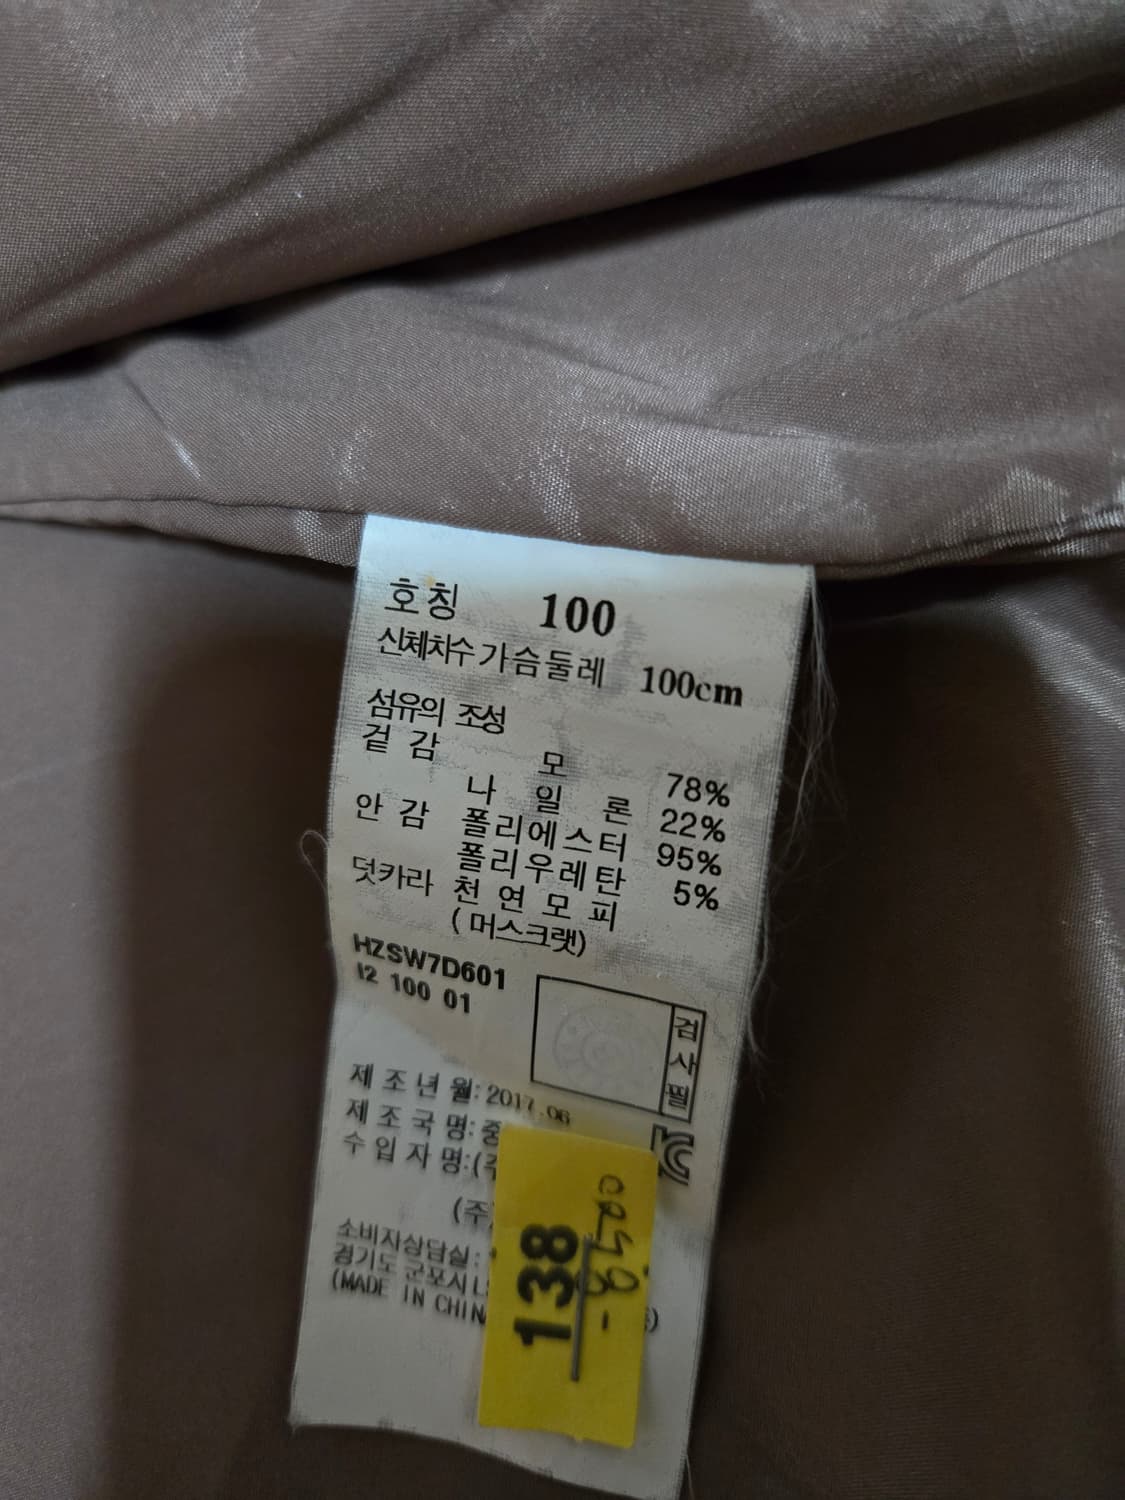 호칭 100
신체치수 가슴둘레 100cm
섬유의 조성
겉감 모 78%
나일론 22%
안감 폴리에스터 95%
폴리우레탄 5%
덧카라 천연모피
(머스크랫)
HZSW7D601
I2 100 01
검사필
제조년월: 2017.06
제조국명: 중
수입자명:(주
(주)
소비자상담실:
경기도 군포시 LS
(MADE IN CHINA
138